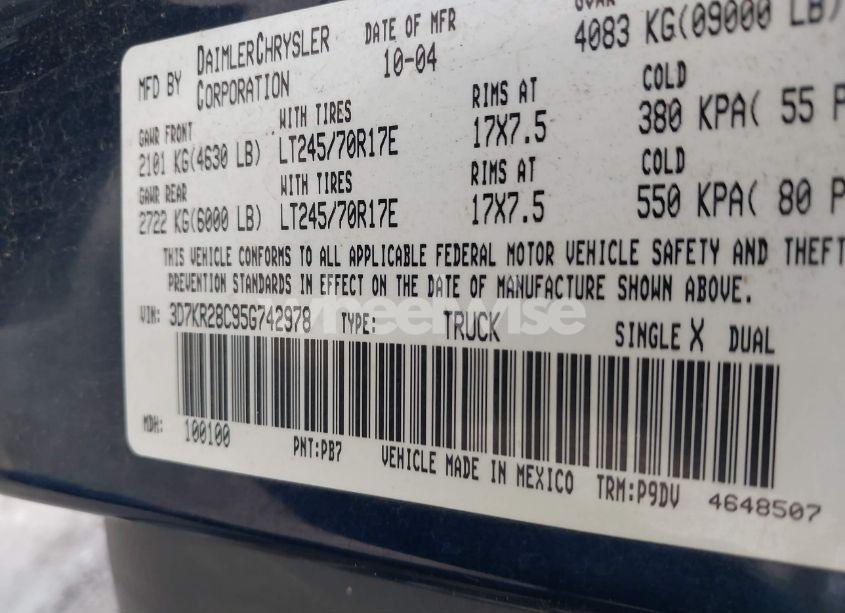 MFD BY DAIMLERCHRYSLER CORPORATION DATE OF MFR 10-04 GVWR 4083 KG(09000 LB)
GAWR FRONT WITH TIRES RIMS AT COLD
2101 KG(4630 LB) LT245/70R17E 17X7.5 380 KPA( 55 P
GAWR REAR WITH TIRES RIMS AT COLD
2722 KG(6000 LB) LT245/70R17E 17X7.5 550 KPA( 80 P
THIS VEHICLE CONFORMS TO ALL APPLICABLE FEDERAL MOTOR VEHICLE SAFETY AND THEFT
PREVENTION STANDARDS IN EFFECT ON THE DATE OF MANUFACTURE SHOWN ABOVE.
VIN: 3D7KR28C95G742978 TYPE: TRUCK SINGLE X DUAL
wheelwise
MDH: 100100 PNT:PB7 VEHICLE MADE IN MEXICO TRM:P9DV 4648507